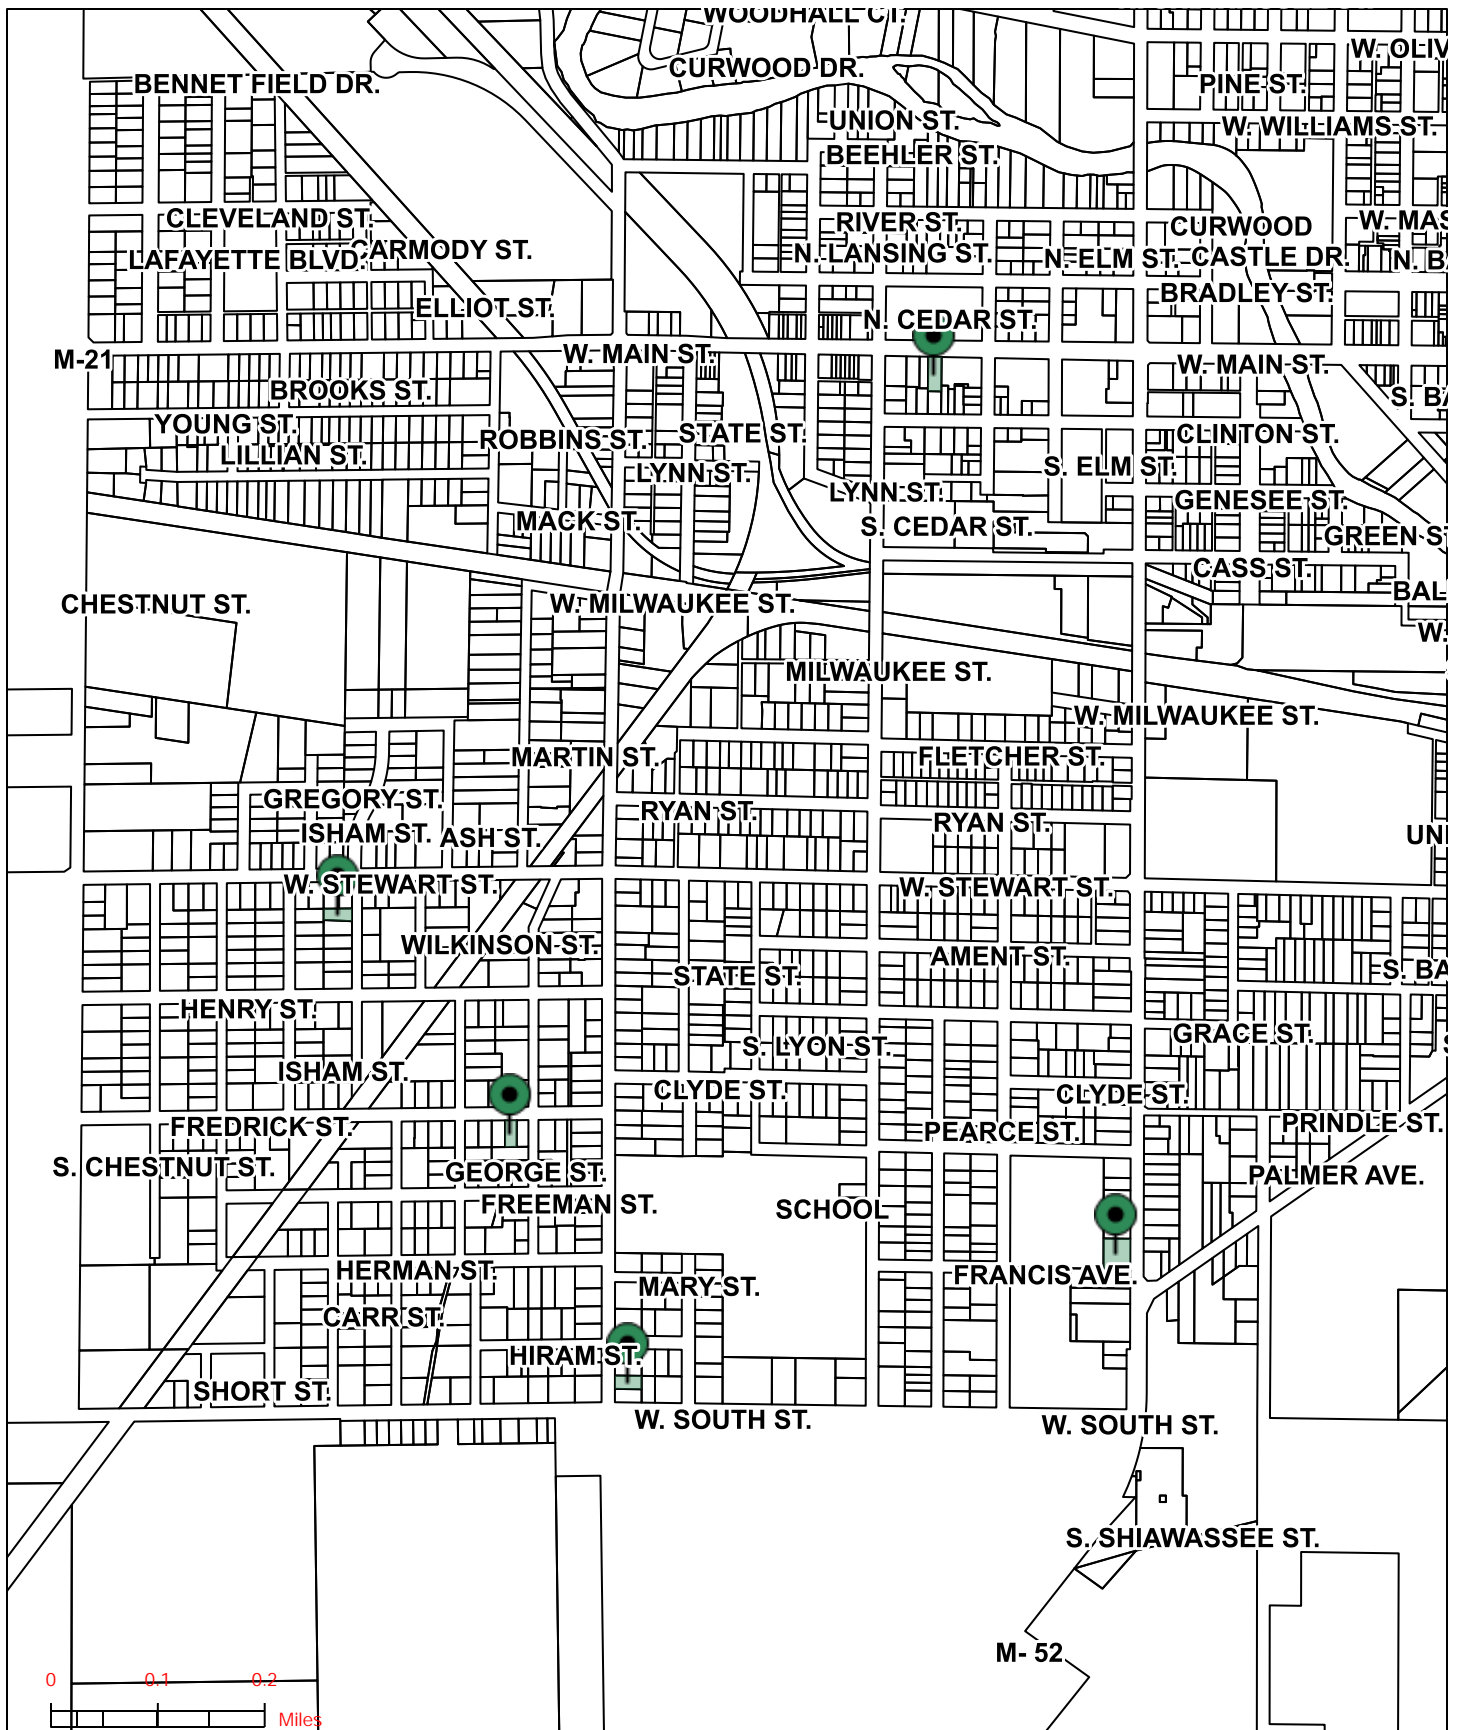 WOODHALL CT.
W. OLIV
CURWOOD DR.
BENNET FIELD DR.
PINE ST.
UNION ST.
W. WILLIAMS ST.
BEEHLER ST.
CLEVELAND ST.
RIVER ST.
CURWOOD
CASTLE DR.
W. MAS
CARMODY ST.
LAFAYETTE BLVD.
N. LANSING ST.
N. ELM ST.
N. BA
ELLIOT ST.
BRADLEY ST.
N. CEDAR ST.
M-21
W. MAIN ST.
W. MAIN ST.
BROOKS ST.
S. BA
YOUNG ST.
ROBBINS ST.
STATE ST.
CLINTON ST.
LILLIAN ST.
LYNN ST.
S. ELM ST.
LYNN ST.
GENESEE ST.
MACK ST.
S. CEDAR ST.
GREEN ST
CASS ST.
BAL
CHESTNUT ST.
W. MILWAUKEE ST.
W.
MILWAUKEE ST.
W. MILWAUKEE ST.
MARTIN ST.
FLETCHER ST.
GREGORY ST.
RYAN ST.
RYAN ST.
ISHAM ST.
ASH ST.
UNI
W. STEWART ST.
W. STEWART ST.
WILKINSON ST.
AMENT ST.
STATE ST.
S. BA
HENRY ST.
GRACE ST.
S. LYON ST.
ISHAM ST.
CLYDE ST.
CLYDE ST.
FREDRICK ST.
PEARCE ST.
PRINDLE ST.
S. CHESTNUT ST.
GEORGE ST.
PALMER AVE.
FREEMAN ST.
SCHOOL
HERMAN ST.
MARY ST.
FRANCIS AVE.
CARR ST.
HIRAM ST.
SHORT ST.
W. SOUTH ST.
W. SOUTH ST.
S. SHIAWASSEE ST.
M- 52
0 0.1 0.2
Miles